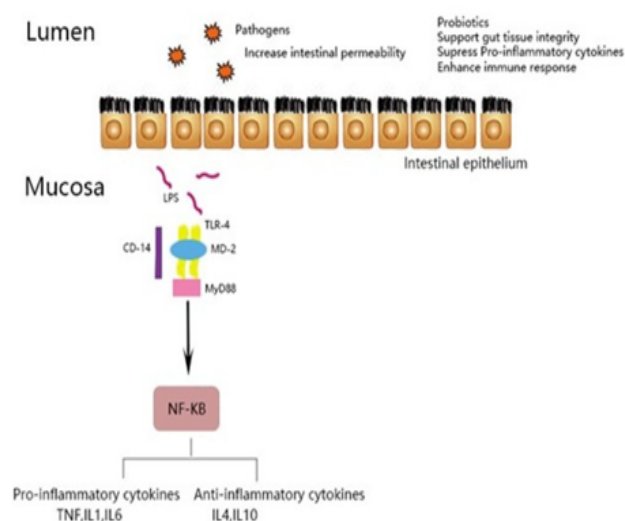 Lumen
Pathogens
Increase intestinal permeability
Probiotics
Support gut tissue integrity
Supress Pro-inflammatory cytokines
Enhance immune response
Intestinal epithelium
Mucosa
LPS
TLR-4
CD-14
MD-2
MyD88
NF-KB
Pro-inflammatory cytokines
TNF,IL1,IL6
Anti-inflammatory cytokines
IL4,IL10